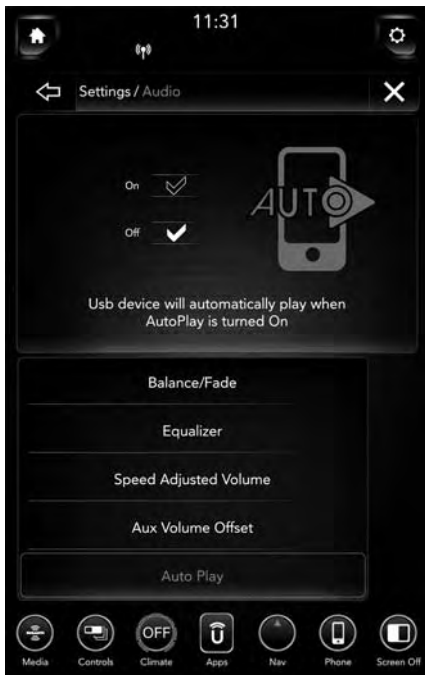 11:31
Settings / Audio
On
Off
AUTO
Usb device will automatically play when
AutoPlay is turned On
Balance/Fade
Equalizer
Speed Adjusted Volume
Aux Volume Offset
Auto Play
OFF
Media
Controls
Climate
Apps
Nav
Phone
Screen Off